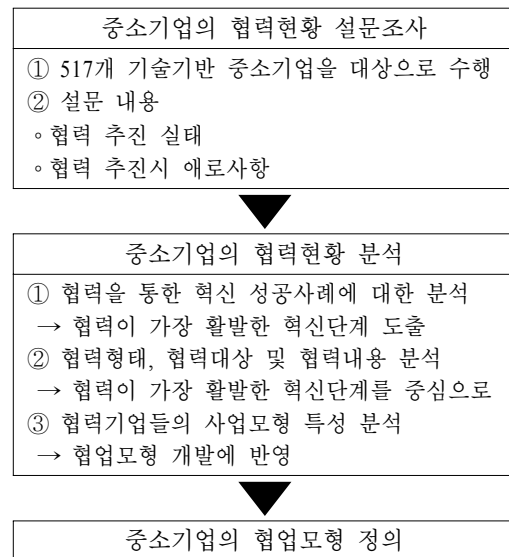 중소기업의 협력현황 설문조사
① 517개 기술기반 중소기업을 대상으로 수행
② 설문 내용
∘협력 추진 실태
∘협력 추진시 애로사항
중소기업의 협력현황 분석
① 협력을 통한 혁신 성공사례에 대한 분석
→ 협력이 가장 활발한 혁신단계 도출
② 협력형태, 협력대상 및 협력내용 분석
→ 협력이 가장 활발한 혁신단계를 중심으로
③ 협력기업들의 사업모형 특성 분석
→ 협업모형 개발에 반영
중소기업의 협업모형 정의